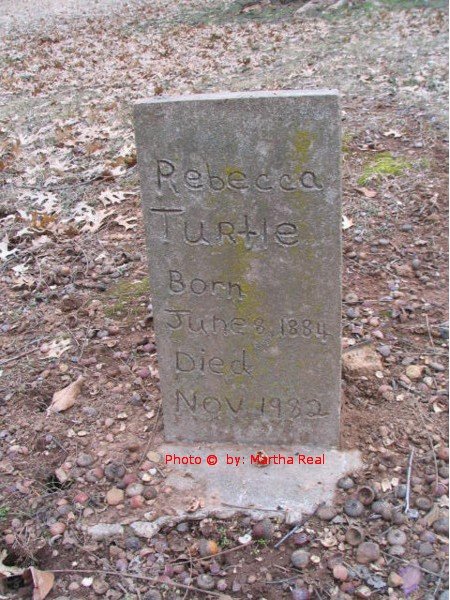 Rebecca
Turtle
Born
June 8, 1884
Died
Nov 1932
Photo © by: Martha Real